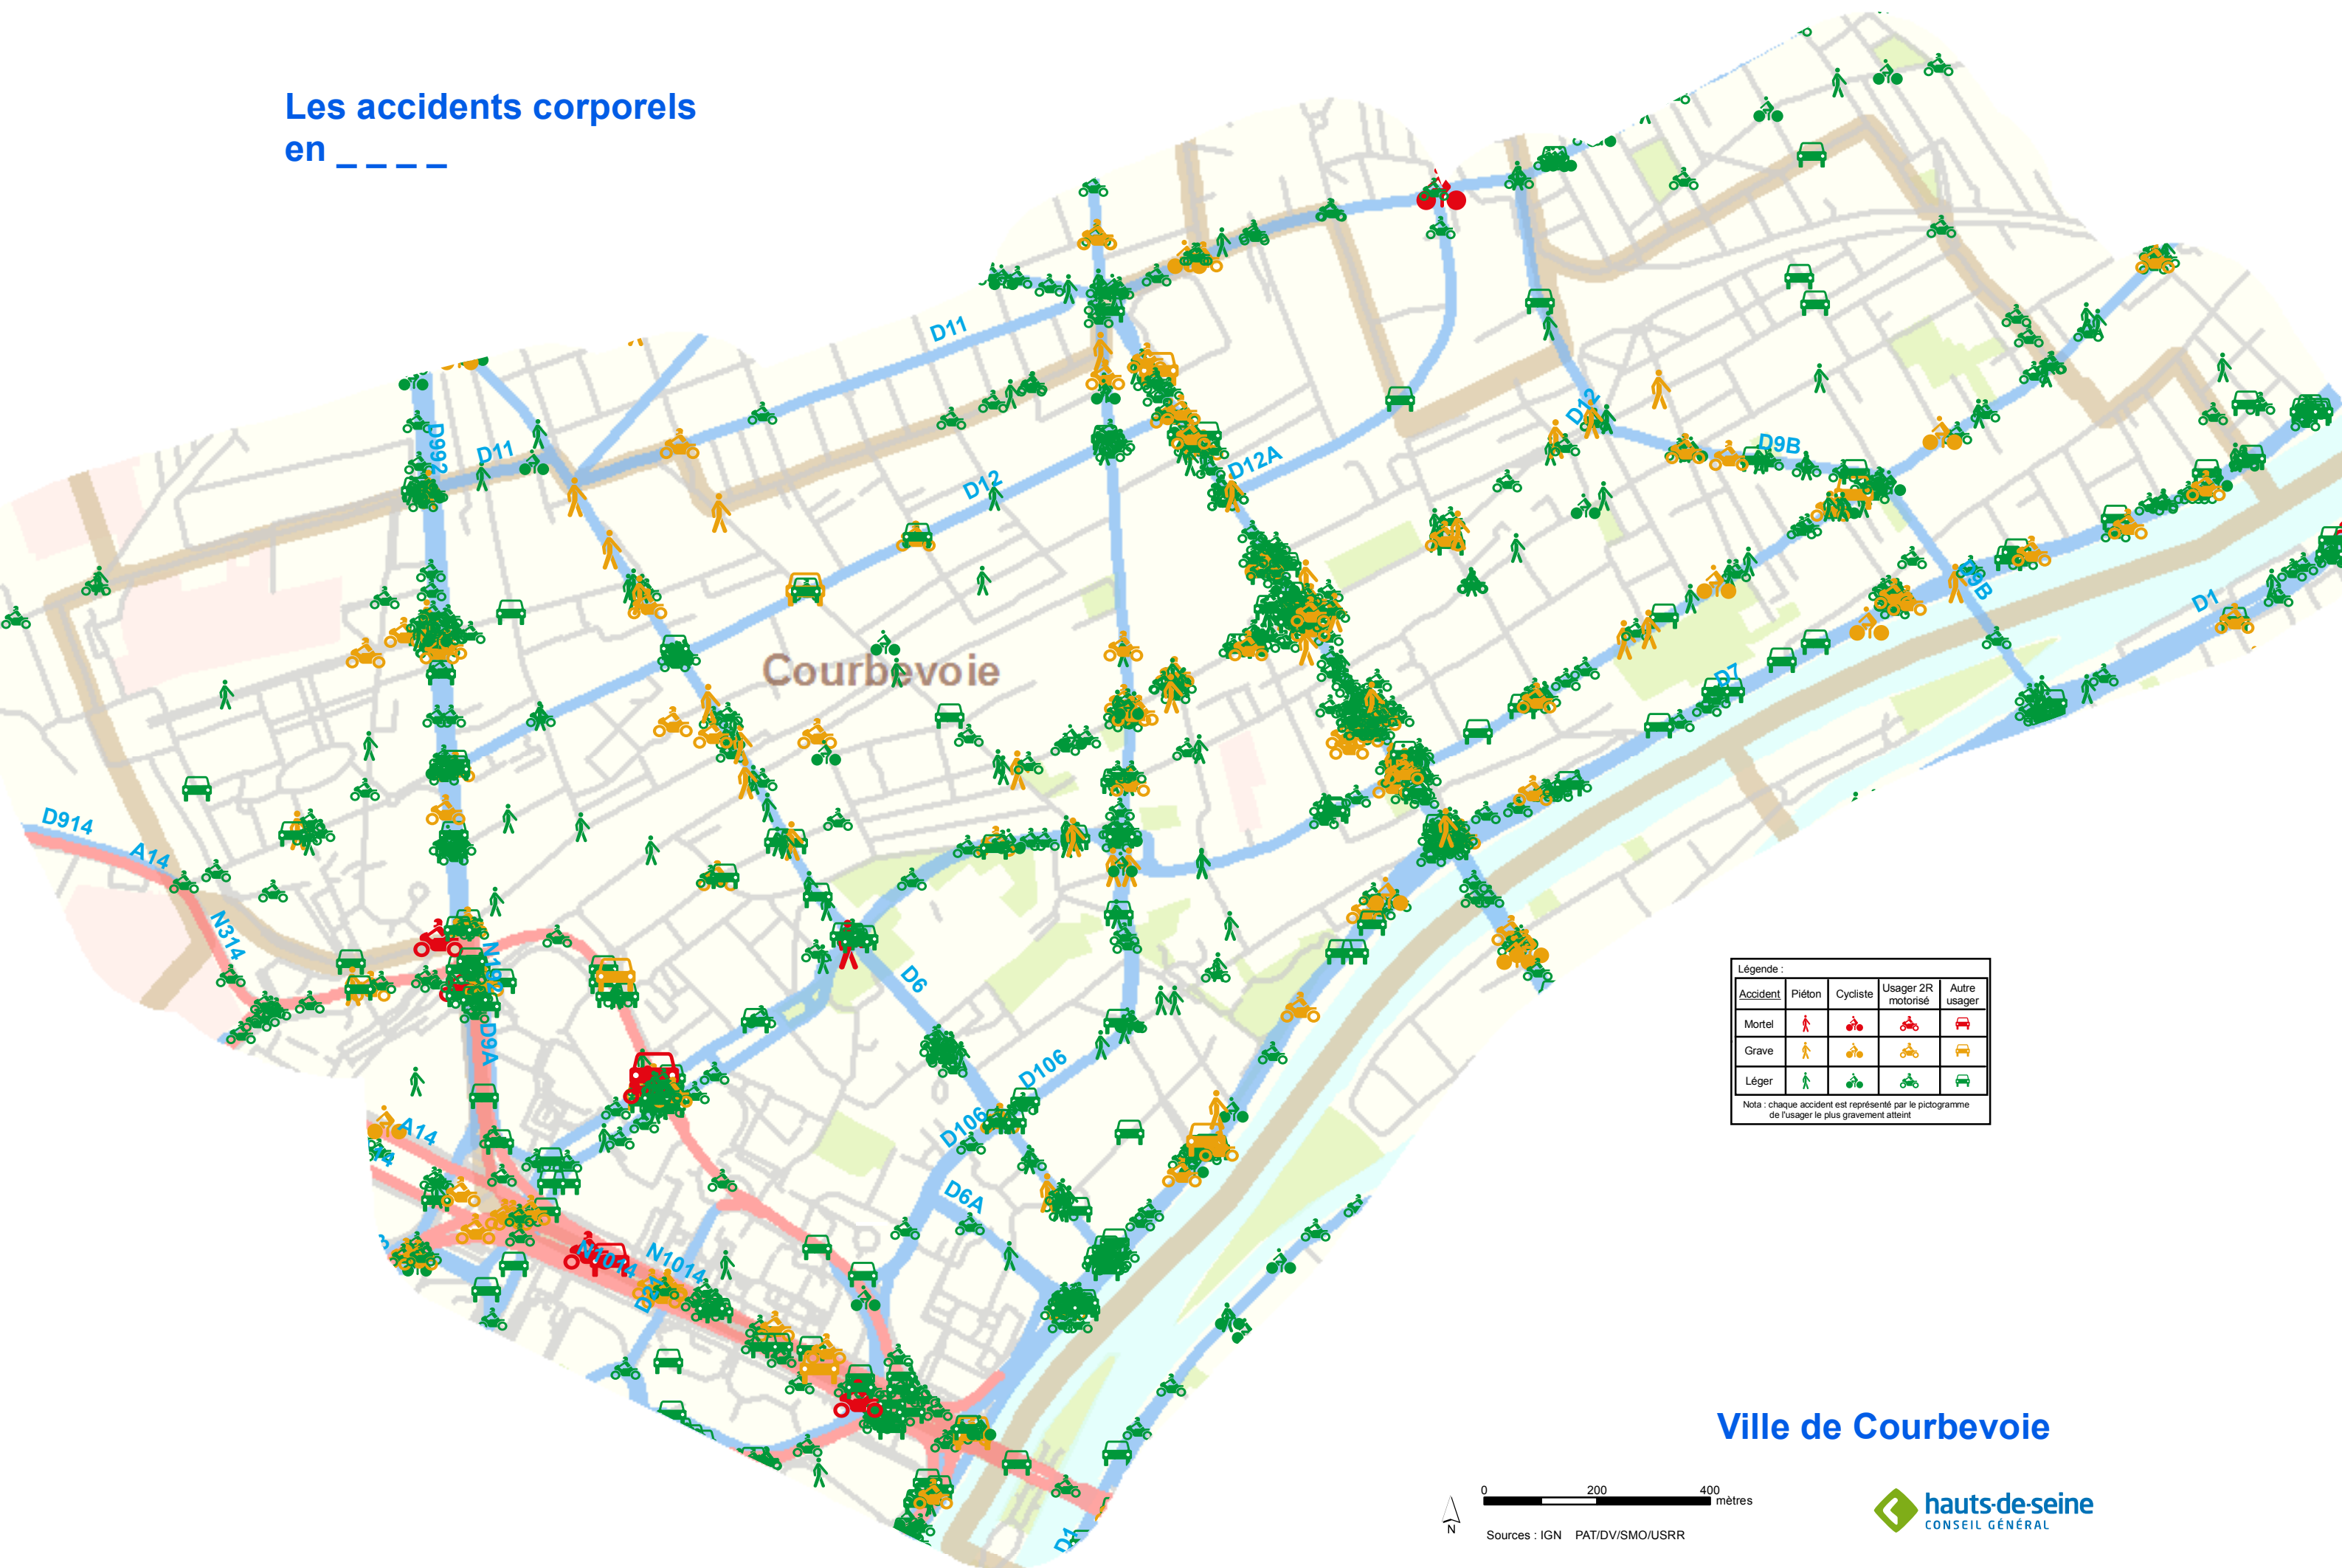 Les accidents corporels
en _ _ _ _
D11
D992
D11
D12
D12A
D12
D9B
D9B
D1
Courbevoie
D7
D914
A14
N314
N192
D6
D9A
D106
D106
A14
D6A
N1014
N1014
Légende :
Accident Piéton Cycliste Usager 2R motorisé Autre usager
Mortel
Grave
Léger
Nota : chaque accident est représenté par le pictogramme
de l'usager le plus gravement atteint
Ville de Courbevoie
0 200 400
mètres
N
Sources : IGN PAT/DV/SMO/USRR
hauts-de-seine
CONSEIL GÉNÉRAL
D1